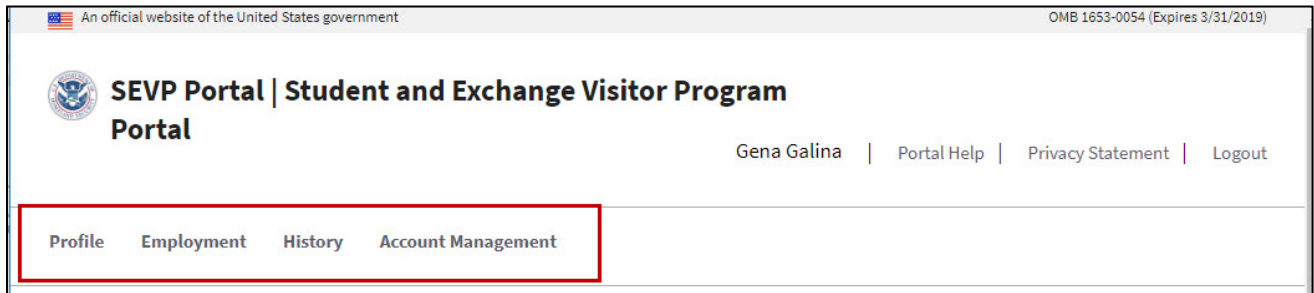 An official website of the United States government OMB 1653-0054 (Expires 3/31/2019)
SEVP Portal | Student and Exchange Visitor Program
Portal
Gena Galina | Portal Help | Privacy Statement | Logout
Profile Employment History Account Management